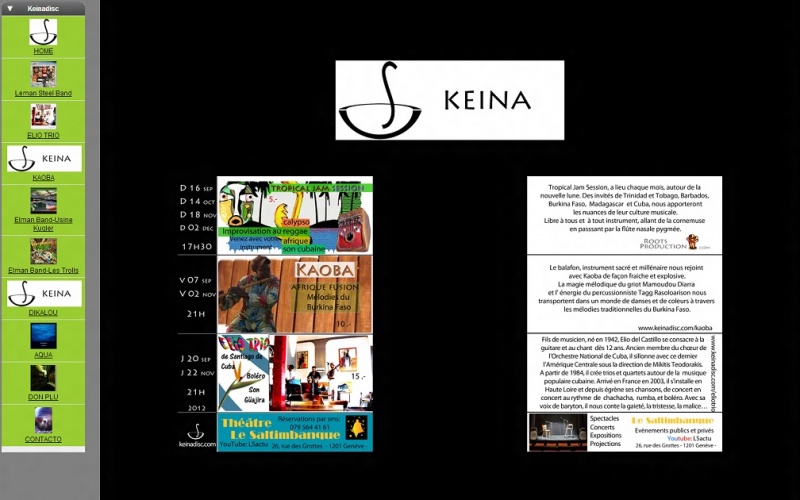 Keinadisc
HOME
Leman Steel Band
ELIO TRIO
KEINA
KAOBA
Elman Band-Usine
Kugler
Elman Band-Les Trolls
KEINA
DIKALOU
AQUA
DON PLU
CONTACTO
KEINA
D 16 SEP
D 14 OCT
D 18 NOV
D 02 DEC
17H30
TROPICAL JAM SESSION
5.-
calypso
Improvisation au reggae
Venez avec votre afrique
instrument son cubaine
V 07 SEP
V 02 NOV
21H
KAOBA
AFRIQUE FUSION
Mélodies du
Burkina Faso
10.-
J 20 SEP
J 22 NOV
21H
2012
Elio Trio
de Santiago de
Cuba
Boléro
Son
Güajira
15.-
keinadisc.com
Théâtre
Le Saltimbanque
Réservations par sms:
079 564 41 61
YouTube: LSactu
26, rue des Grottes - 1201 Genève -
Tropical Jam Session, a lieu chaque mois, autour de la
nouvelle lune. Des invités de Trinidad et Tobago, Barbados,
Burkina Faso, Madagascar et Cuba, nous apporteront
les nuances de leur culture musicale.
Libre à tous et à tout instrument, allant de la cornemuse
en passant par la flûte nasale pygmée.
ROOTS
PRODUCTION
Le balafon, instrument sacré et millénaire nous rejoint
avec Kaoba de façon fraîche et explosive.
La magie mélodique du griot Mamoudou Diarra
et l'énergie du percussioniste Tagg Rasoloarison nous
transportent dans un monde de danses et de couleurs à travers
les mélodies traditionnelles du Burkina Faso.
www.keinadisc.com/kaoba
Fils de musicien, né en 1942, Elio del Castillo se consacre à la
guitare et au chant dès 12 ans. Ancien membre du chœur de
l'Orchestre National de Cuba, il sillonne avec ce dernier
l'Amérique Centrale sous la direction de Mikitis Teodorakis.
A partir de 1984, il crée trios et quartets autour de la musique
populaire cubaine. Arrivé en France en 2003, il s'installe en
Haute Loire et depuis égrène ses chansons, de concert en
concert au rythme de chachacha, rumba, et boléro. Avec sa
voix de baryton, il nous conte la gaieté, la tristesse, la malice...
Spectacles
Concerts
Expositions
Projections
Le Saltimbanque
Evénements publics et privés
Youtube: LSactu
26, rue des Grottes - 1201 Genève -